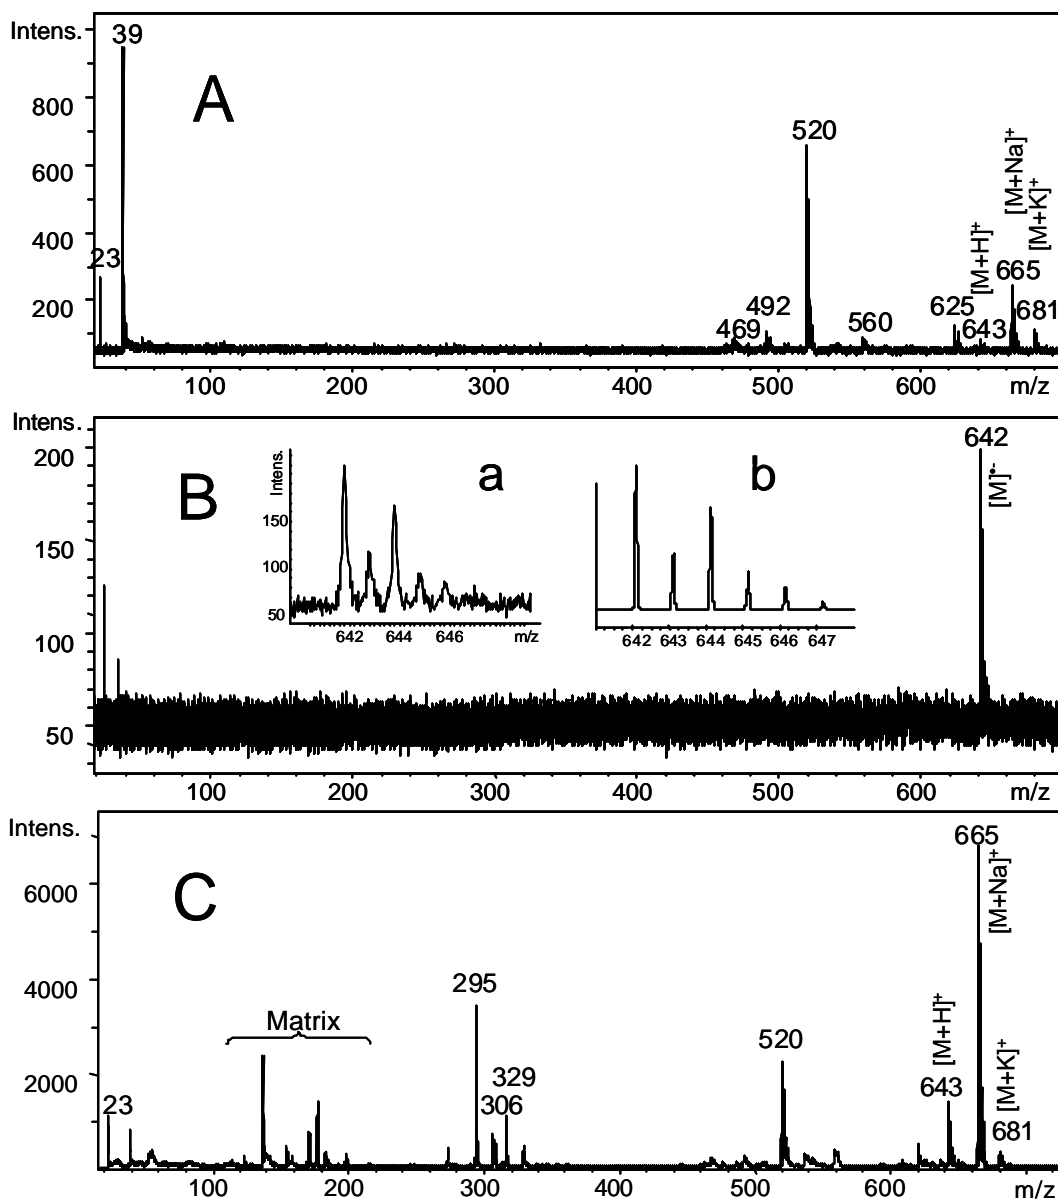 Intens.
39
A
800
520
[M+Na]⁺
[M+K]⁺
600
[M+H]⁺
400
23
665
200
492
625
681
469
560
643
100 200 300 400 500 600 m/z
Intens.
642
200
B
Intens.
a
b
[M]•-
150
150
100
50
642 644 646 m/z
642 643 644 645 646 647
100
50
100 200 300 400 500 600 m/z
Intens.
665
C
[M+Na]⁺
6000
295
4000
Matrix
520
[M+H]⁺
[M+K]⁺
2000
329
643
23
306
681
100 200 300 400 500 600 m/z